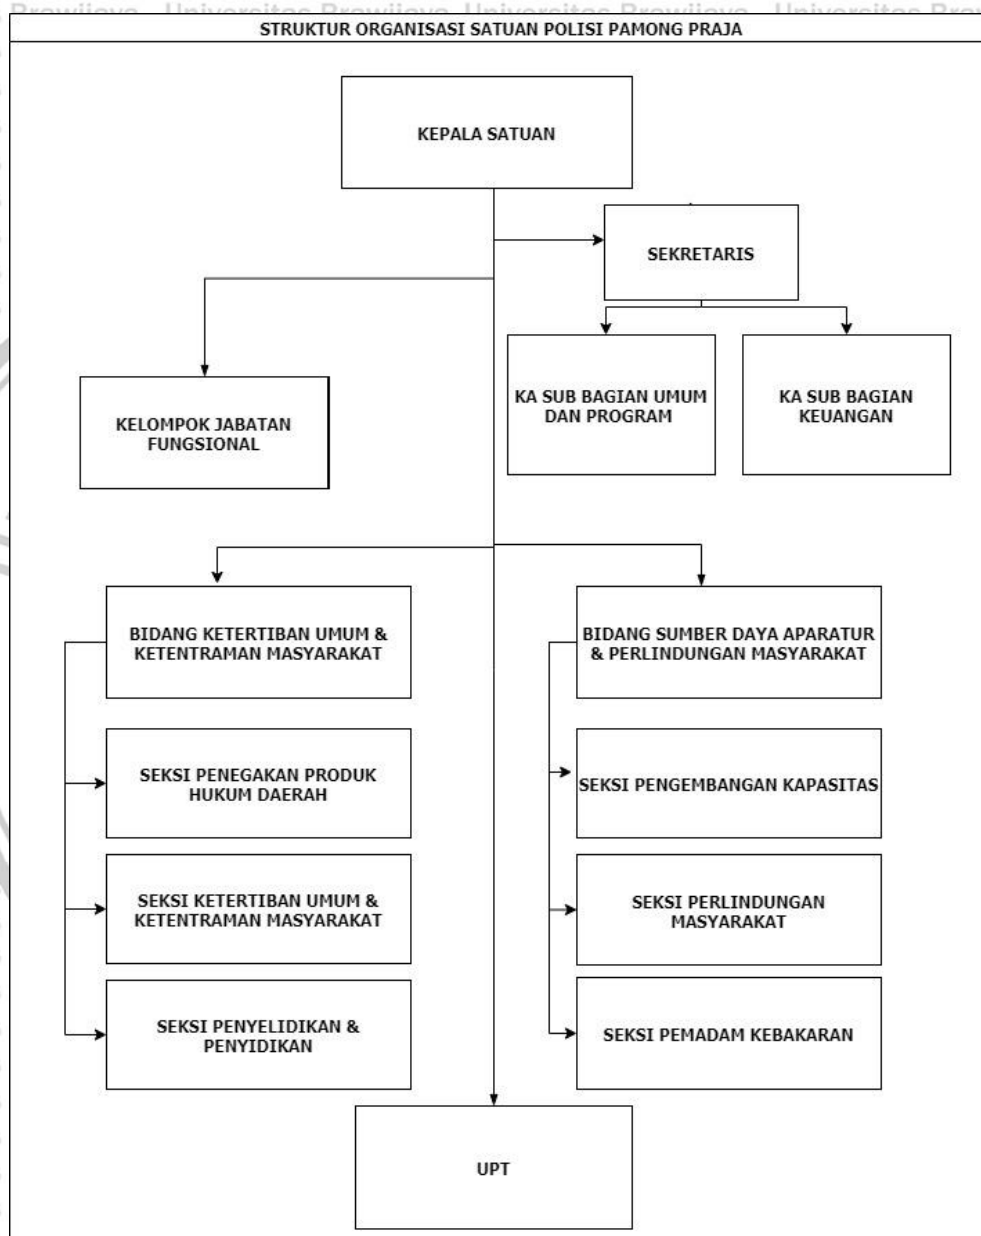 STRUKTUR ORGANISASI SATUAN POLISI PAMONG PRAJA
KEPALA SATUAN
SEKRETARIS
KA SUB BAGIAN UMUM
DAN PROGRAM
KA SUB BAGIAN
KEUANGAN
KELOMPOK JABATAN
FUNGSIONAL
BIDANG KETERTIBAN UMUM &
KETENTRAMAN MASYARAKAT
BIDANG SUMBER DAYA APARATUR
& PERLINDUNGAN MASYARAKAT
SEKSI PENEGAKAN PRODUK
HUKUM DAERAH
SEKSI PENGEMBANGAN KAPASITAS
SEKSI KETERTIBAN UMUM &
KETENTRAMAN MASYARAKAT
SEKSI PERLINDUNGAN
MASYARAKAT
SEKSI PENYELIDIKAN &
PENYIDIKAN
SEKSI PEMADAM KEBAKARAN
UPT